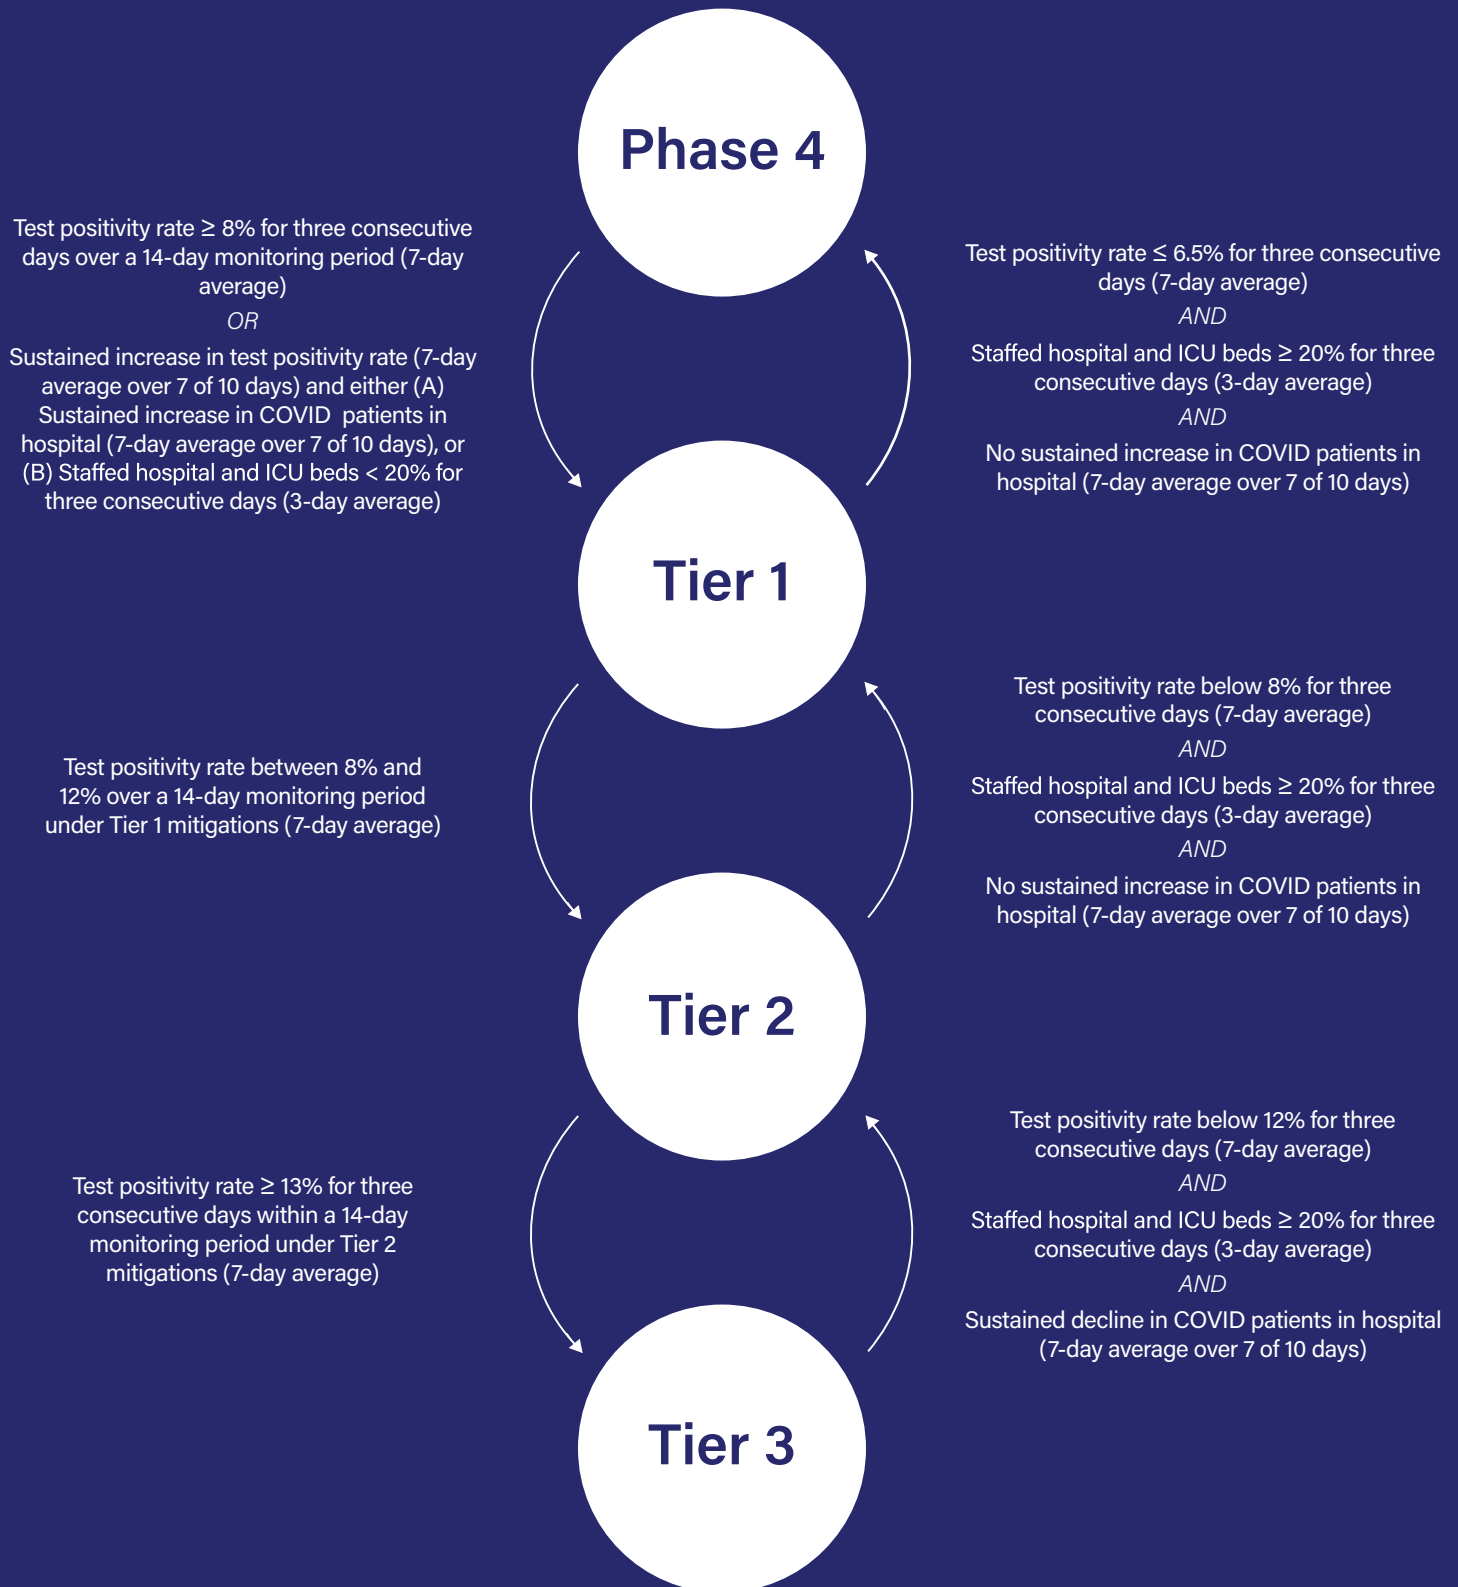 Phase 4
Test positivity rate ≥ 8% for three consecutive
days over a 14-day monitoring period (7-day
average)
OR
Sustained increase in test positivity rate (7-day
average over 7 of 10 days) and either (A)
Sustained increase in COVID  patients in
hospital (7-day average over 7 of 10 days), or
(B) Staffed hospital and ICU beds < 20% for
three consecutive days (3-day average)
Test positivity rate ≤ 6.5% for three consecutive
days (7-day average)
AND
Staffed hospital and ICU beds ≥ 20% for three
consecutive days (3-day average)
AND
No sustained increase in COVID patients in
hospital (7-day average over 7 of 10 days)
Tier 1
Test positivity rate between 8% and
12% over a 14-day monitoring period
under Tier 1 mitigations (7-day average)
Test positivity rate below 8% for three
consecutive days (7-day average)
AND
Staffed hospital and ICU beds ≥ 20% for three
consecutive days (3-day average)
AND
No sustained increase in COVID patients in
hospital (7-day average over 7 of 10 days)
Tier 2
Test positivity rate ≥ 13% for three
consecutive days within a 14-day
monitoring period under Tier 2
mitigations (7-day average)
Test positivity rate below 12% for three
consecutive days (7-day average)
AND
Staffed hospital and ICU beds ≥ 20% for three
consecutive days (3-day average)
AND
Sustained decline in COVID patients in hospital
(7-day average over 7 of 10 days)
Tier 3